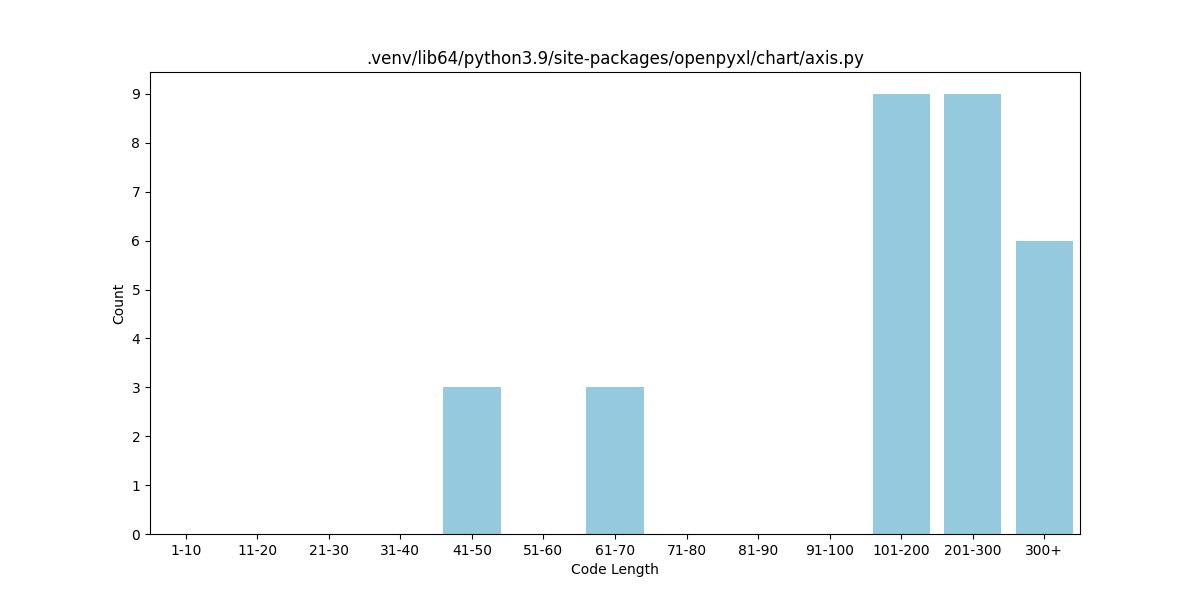 .venv/lib64/python3.9/site-packages/openpyxl/chart/axis.py
9
8
7
6
5
4
3
2
1
0
Count
1-10 11-20 21-30 31-40 41-50 51-60 61-70 71-80 81-90 91-100 101-200 201-300 300+
Code Length